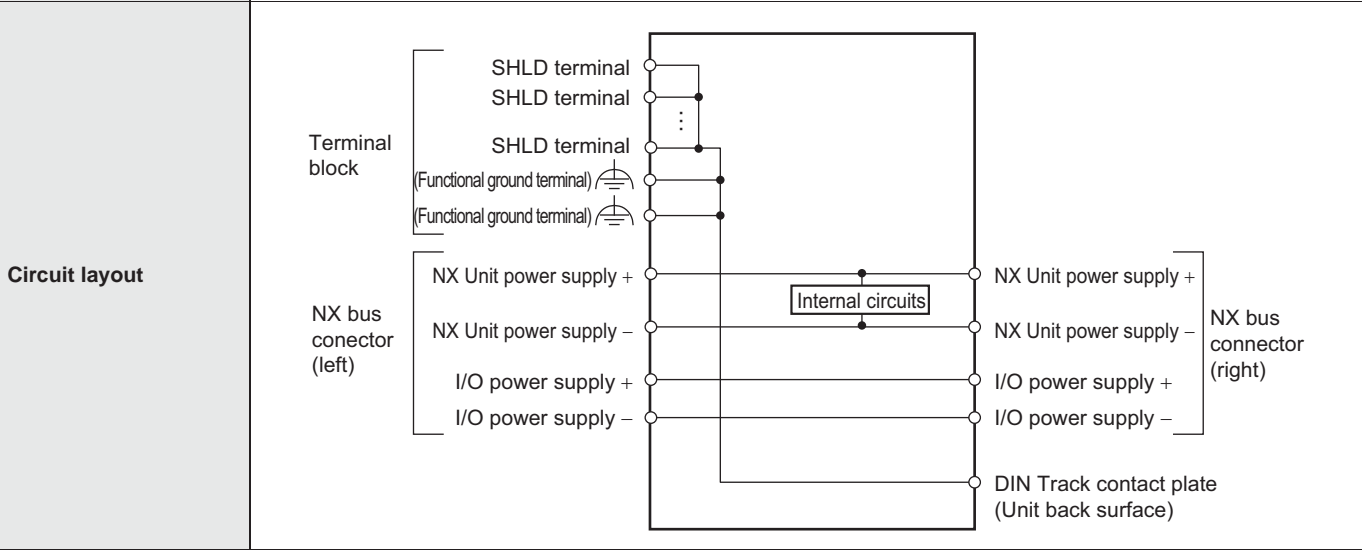 Circuit layout
Terminal
block
SHLD terminal
SHLD terminal
⋮
SHLD terminal
(Functional ground terminal)
(Functional ground terminal)
NX bus
conector
(left)
NX Unit power supply +
NX Unit power supply −
I/O power supply +
I/O power supply −
Internal circuits
NX Unit power supply +
NX Unit power supply −
I/O power supply +
I/O power supply −
NX bus
connector
(right)
DIN Track contact plate
(Unit back surface)